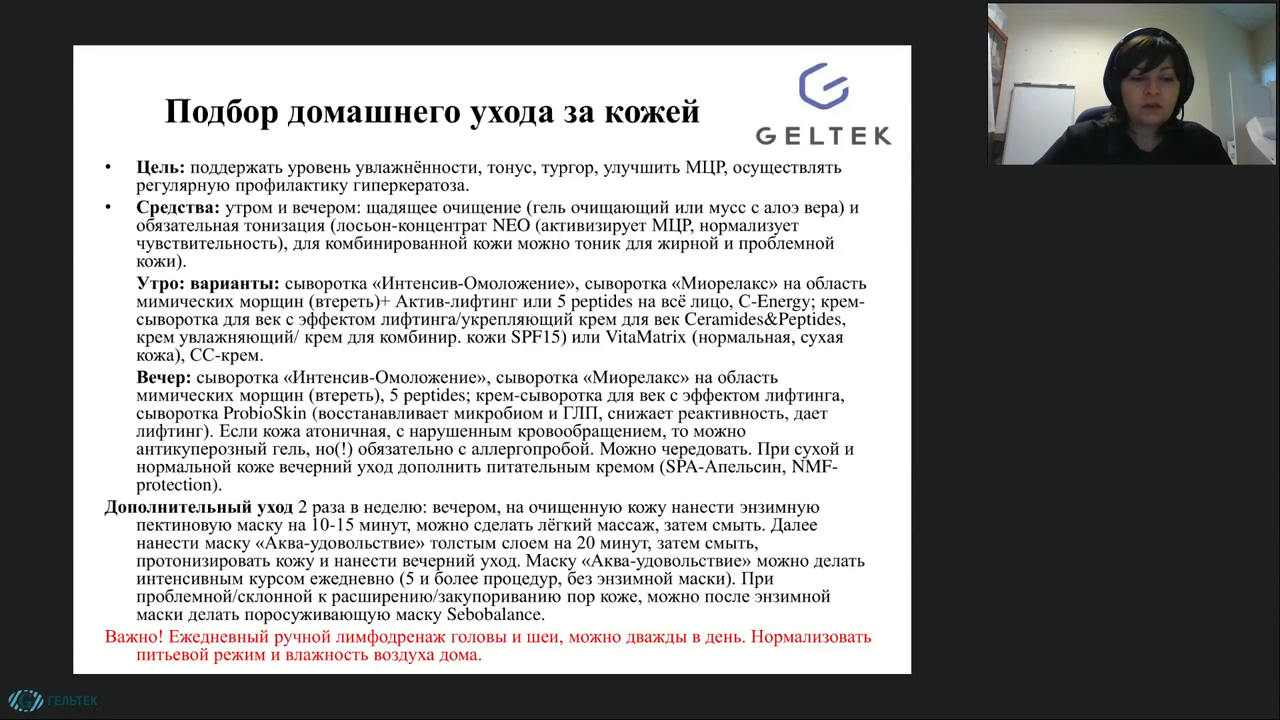 Подбор домашнего ухода за кожей
GELTEK
• Цель: поддержать уровень увлажнённости, тонус, тургор, улучшить МЦР, осуществлять
регулярную профилактику гиперкератоза.
• Средства: утром и вечером: щадящее очищение (гель очищающий или мусс с алоэ вера) и
обязательная тонизация (лосьон-концентрат NEO (активизирует МЦР, нормализует
чувствительность), для комбинированной кожи можно тоник для жирной и проблемной
кожи).
Утро: варианты: сыворотка «Интенсив-Омоложение», сыворотка «Миорелакс» на область
мимических морщин (втереть)+ Актив-лифтинг или 5 peptides на всё лицо, C-Energy; крем-
сыворотка для век с эффектом лифтинга/укрепляющий крем для век Ceramides&Peptides,
крем увлажняющий/ крем для комбинир. кожи SPF15) или VitaMatrix (нормальная, сухая
кожа), CC-крем.
Вечер: сыворотка «Интенсив-Омоложение», сыворотка «Миорелакс» на область
мимических морщин (втереть), 5 peptides; крем-сыворотка для век с эффектом лифтинга,
сыворотка ProbioSkin (восстанавливает микробиом и ГЛП, снижает реактивность, дает
лифтинг). Если кожа атоничная, с нарушенным кровообращением, то можно
антикуперозный гель, но(!) обязательно с аллергопробой. Можно чередовать. При сухой и
нормальной коже вечерний уход дополнить питательным кремом (SPA-Апельсин, NMF-
protection).
Дополнительный уход 2 раза в неделю: вечером, на очищенную кожу нанести энзимную
пектиновую маску на 10-15 минут, можно сделать лёгкий массаж, затем смыть. Далее
нанести маску «Аква-удовольствие» толстым слоем на 20 минут, затем смыть,
протонизировать кожу и нанести вечерний уход. Маску «Аква-удовольствие» можно делать
интенсивным курсом ежедневно (5 и более процедур, без энзимной маски). При
проблемной/склонной к расширению/закупориванию пор коже, можно после энзимной
маски делать поросуживающую маску Sebobalance.
Важно! Ежедневный ручной лимфодренаж головы и шеи, можно дважды в день. Нормализовать
питьевой режим и влажность воздуха дома.
ГЕЛЬТЕК